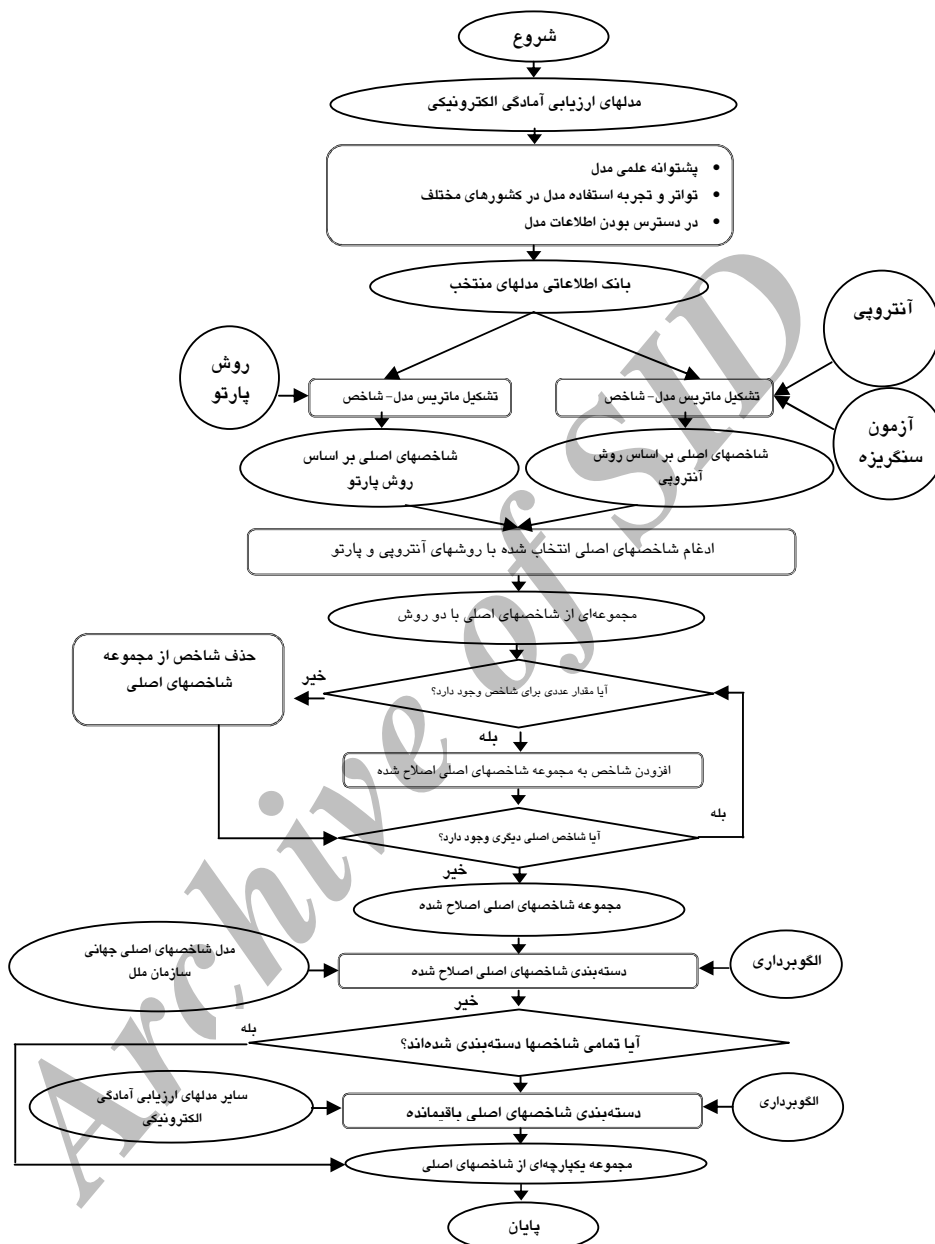 شروع
مدلهای ارزیابی آمادگی الکترونیکی
• پشتوانه علمی مدل
• تواتر و تجربه استفاده مدل در کشورهای مختلف
• در دسترس بودن اطلاعات مدل
بانک اطلاعاتی مدلهای منتخب
آنتروپی
روش
پارتو
تشکیل ماتریس مدل- شاخص
تشکیل ماتریس مدل- شاخص
آزمون
سنگریزه
شاخصهای اصلی بر اساس روش
آنتروپی
شاخصهای اصلی بر اساس
روش پارتو
ادغام شاخصهای اصلی انتخاب شده با روشهای آنتروپی و پارتو
مجموعه‌ای از شاخصهای اصلی با دو روش
حذف شاخص از مجموعه
شاخصهای اصلی
خیر
آیا مقدار عددی برای شاخص وجود دارد؟
بله
افزودن شاخص به مجموعه شاخصهای اصلی اصلاح شده
بله
آیا شاخص اصلی دیگری وجود دارد؟
خیر
مجموعه شاخصهای اصلی اصلاح شده
مدل شاخصهای اصلی جهانی
سازمان ملل
دسته‌بندی شاخصهای اصلی اصلاح شده
الگوبرداری
خیر
بله
آیا تمامی شاخصها دسته‌بندی شده‌اند؟
سایر مدلهای ارزیابی آمادگی
الکترونیکی
دسته‌بندی شاخصهای اصلی باقیمانده
الگوبرداری
مجموعه یکپارچه‌ای از شاخصهای اصلی
پایان
Archive of SID